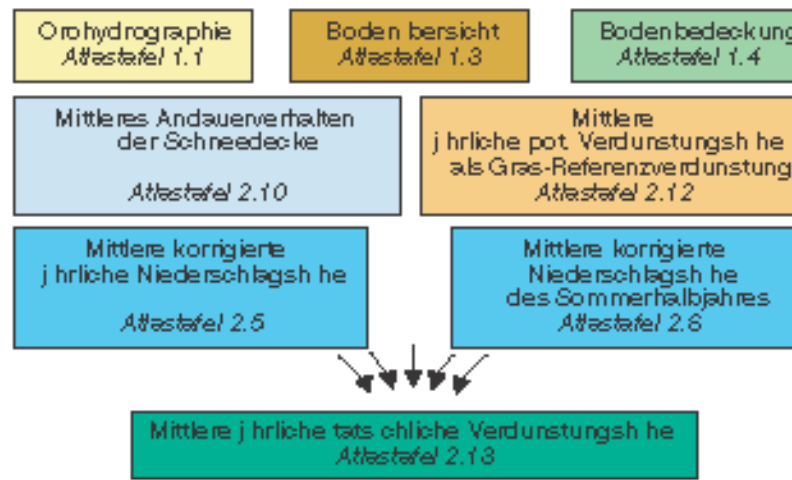 Orohydrographie
Atlastafel 1.1
Boden bersicht
Atlastafel 1.3
Bodenbedeckung
Atlastafel 1.4
Mittleres Andauerverhalten
der Schneedecke
Atlastafel 2.10
Mittlere
j hrliche pot. Verdunstungsh he
als Gras-Referenzverdunstung
Atlastafel 2.12
Mittlere korrigierte
j hrliche Niederschlagsh he
Atlastafel 2.5
Mittlere korrigierte
Niederschlagsh he
des Sommerhalbjahres
Atlastafel 2.6
Mittlere j hrliche tats chliche Verdunstungsh he
Atlastafel 2.13